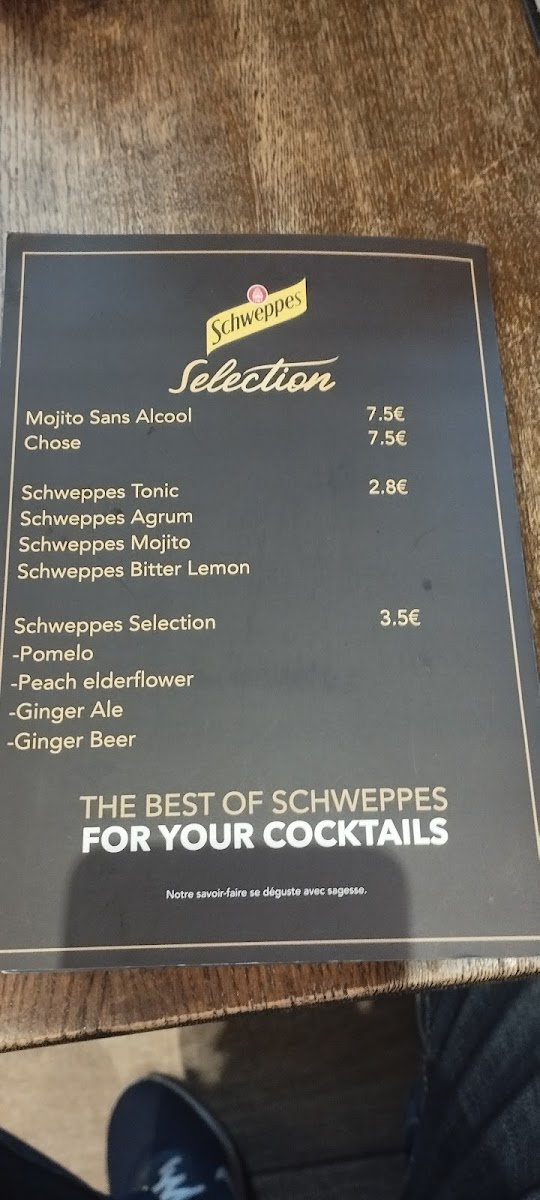 Schweppes
Selection
Mojito Sans Alcool 7.5€
Chose 7.5€
Schweppes Tonic 2.8€
Schweppes Agrum
Schweppes Mojito
Schweppes Bitter Lemon
Schweppes Selection 3.5€
-Pomelo
-Peach elderflower
-Ginger Ale
-Ginger Beer
THE BEST OF SCHWEPPES
FOR YOUR COCKTAILS
Notre savoir-faire se déguste avec sagesse.